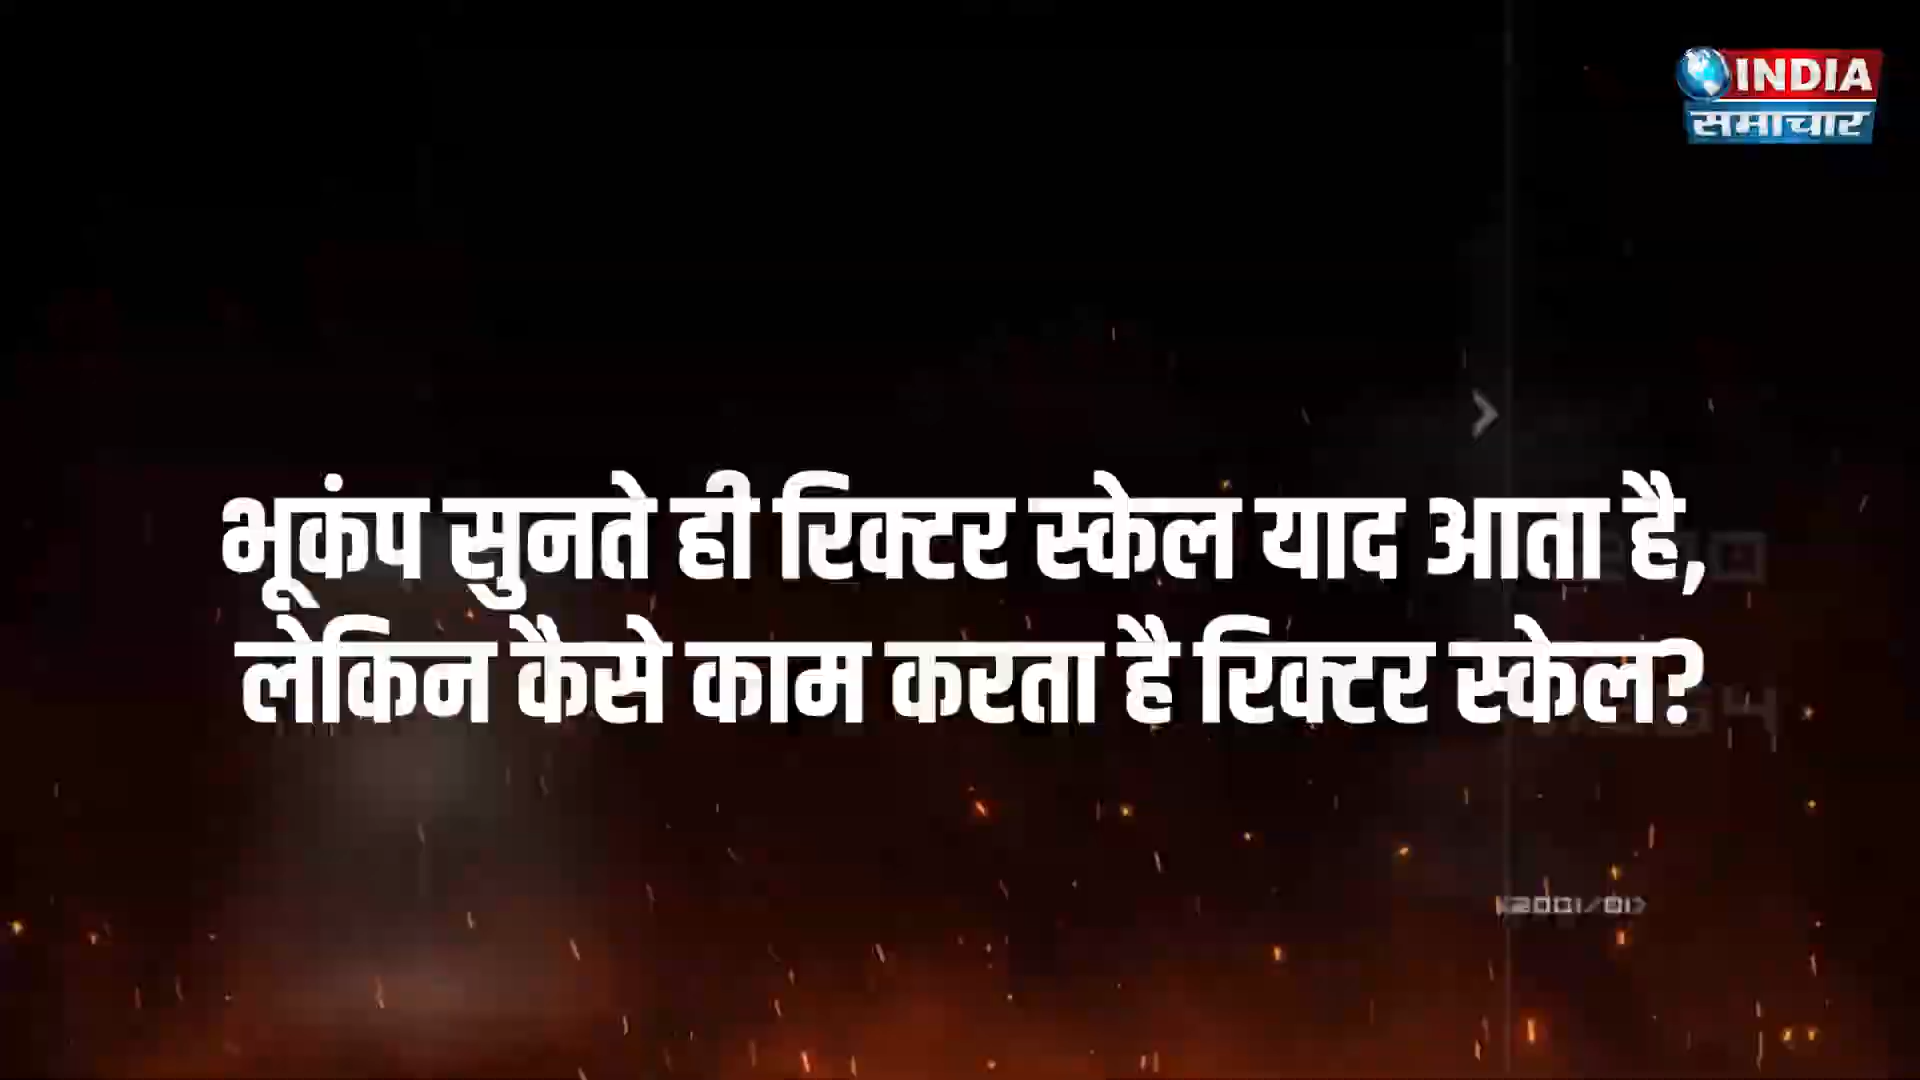 INDIA
समाचार
भूकंप सुनते ही रिक्टर स्केल याद आता है,
लेकिन कैसे काम करता है रिक्टर स्केल?